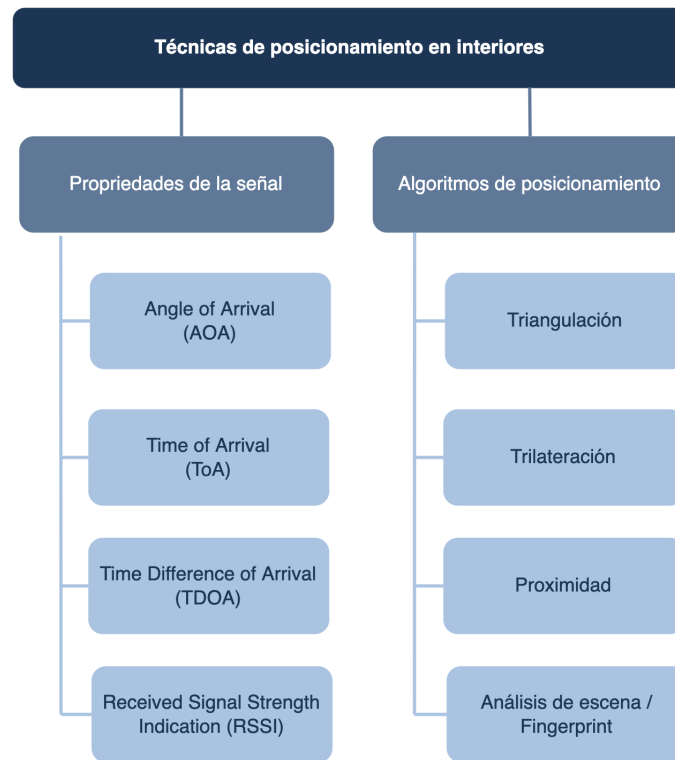 Técnicas de posicionamiento en interiores
Propriedades de la señal
Algoritmos de posicionamiento
Angle of Arrival
(AOA)
Time of Arrival
(ToA)
Time Difference of Arrival
(TDOA)
Received Signal Strength
Indication (RSSI)
Triangulación
Trilateración
Proximidad
Análisis de escena /
Fingerprint